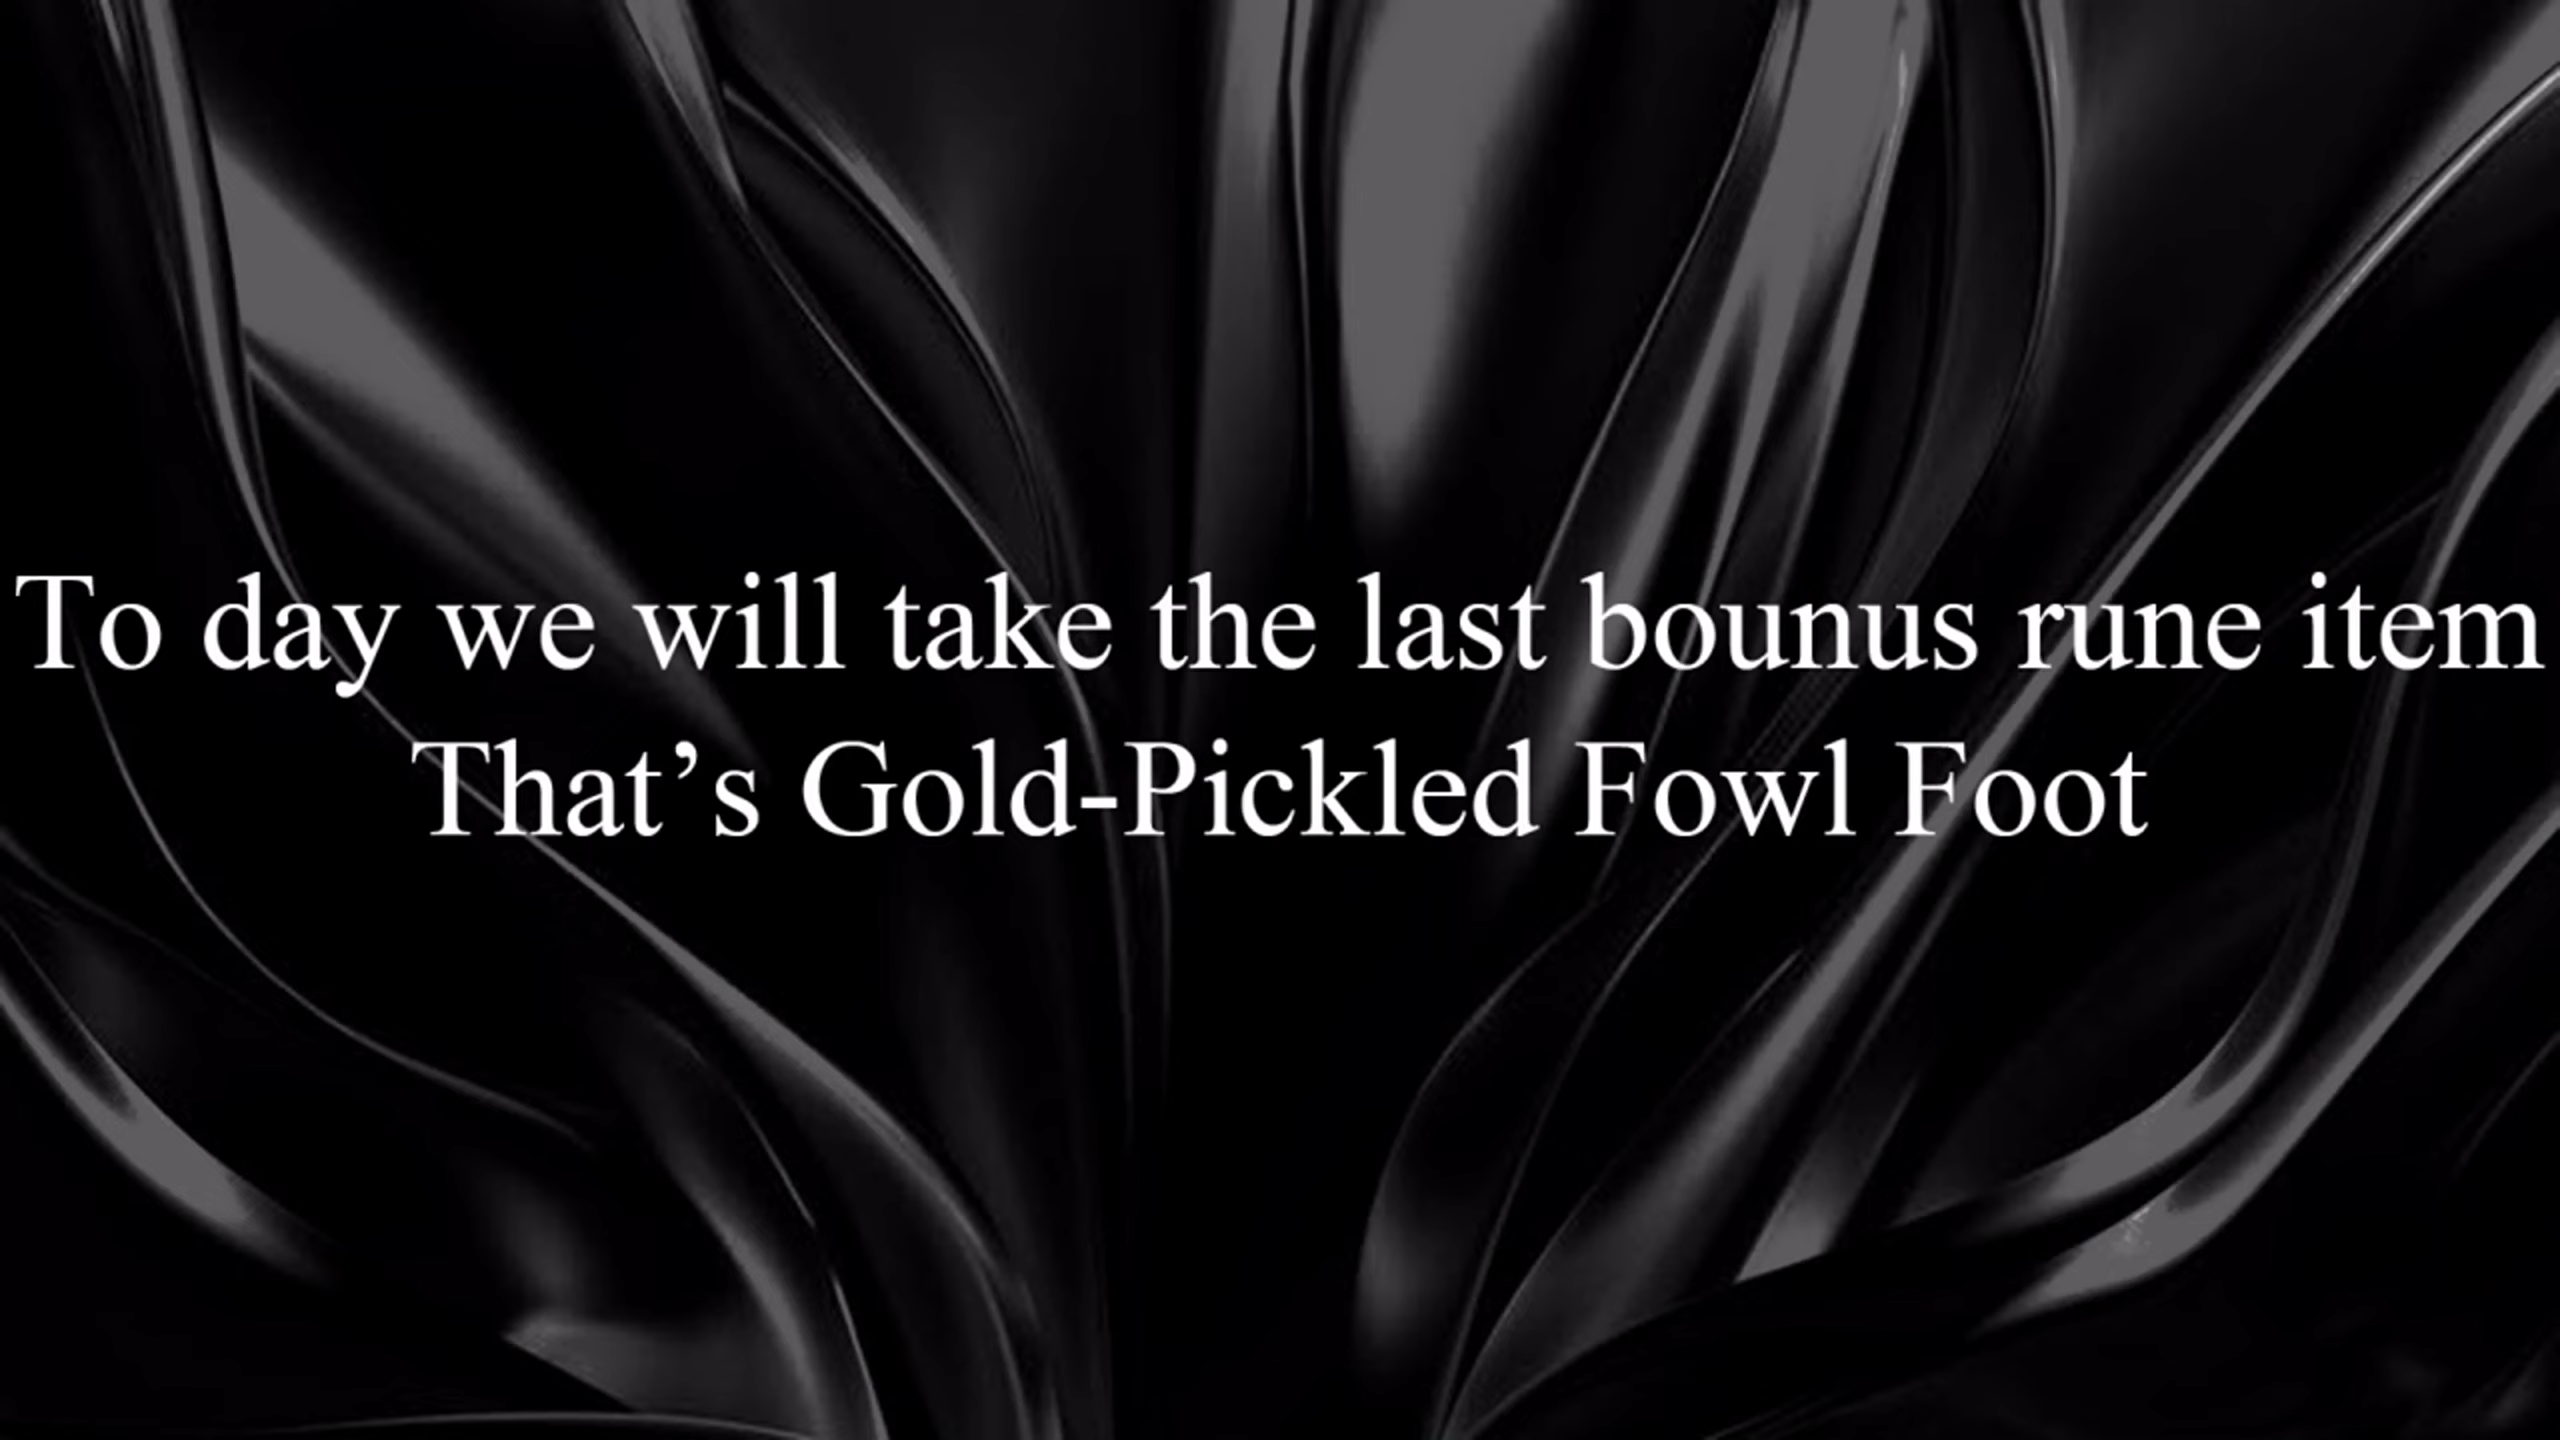 To day we will take the last bounus rune item
That’s Gold-Pickled Fowl Foot